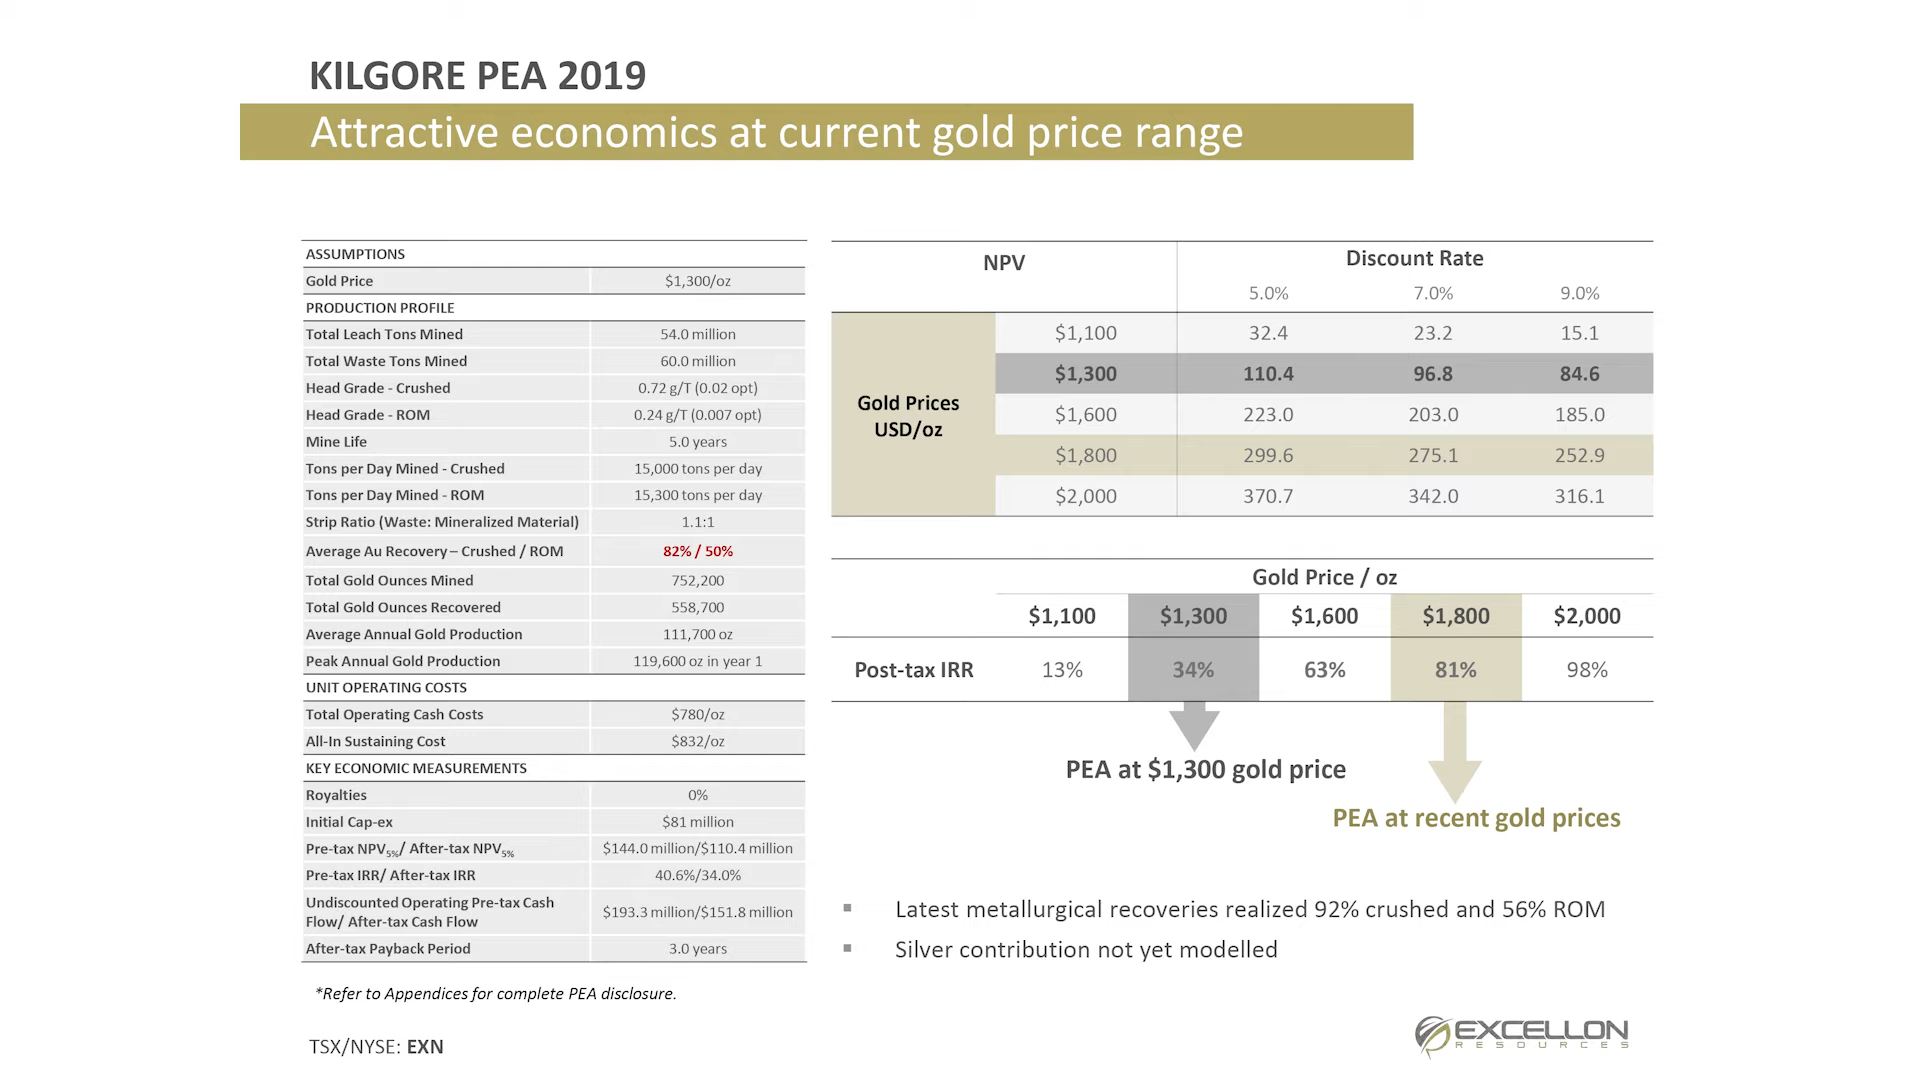 KILGORE PEA 2019
Attractive economics at current gold price range
ASSUMPTIONS
Gold Price $1,300/oz
PRODUCTION PROFILE
Total Leach Tons Mined 54.0 million
Total Waste Tons Mined 60.0 million
Head Grade - Crushed 0.72 g/T (0.02 opt)
Head Grade - ROM 0.24 g/T (0.007 opt)
Mine Life 5.0 years
Tons per Day Mined - Crushed 15,000 tons per day
Tons per Day Mined - ROM 15,300 tons per day
Strip Ratio (Waste: Mineralized Material) 1.1:1
Average Au Recovery – Crushed / ROM 82% / 50%
Total Gold Ounces Mined 752,200
Total Gold Ounces Recovered 558,700
Average Annual Gold Production 111,700 oz
Peak Annual Gold Production 119,600 oz in year 1
UNIT OPERATING COSTS
Total Operating Cash Costs $780/oz
All-In Sustaining Cost $832/oz
KEY ECONOMIC MEASUREMENTS
Royalties 0%
Initial Cap-ex $81 million
Pre-tax NPV5%/ After-tax NPV5% $144.0 million/$110.4 million
Pre-tax IRR/ After-tax IRR 40.6%/34.0%
Undiscounted Operating Pre-tax Cash
Flow/ After-tax Cash Flow $193.3 million/$151.8 million
After-tax Payback Period 3.0 years
*Refer to Appendices for complete PEA disclosure.
NPV Discount Rate
5.0% 7.0% 9.0%
Gold Prices
USD/oz
$1,100 32.4 23.2 15.1
$1,300 110.4 96.8 84.6
$1,600 223.0 203.0 185.0
$1,800 299.6 275.1 252.9
$2,000 370.7 342.0 316.1
Gold Price / oz
$1,100 $1,300 $1,600 $1,800 $2,000
Post-tax IRR 13% 34% 63% 81% 98%
PEA at $1,300 gold price
PEA at recent gold prices
▪ Latest metallurgical recoveries realized 92% crushed and 56% ROM
▪ Silver contribution not yet modelled
TSX/NYSE: EXN
EXCELLON
RESOURCES